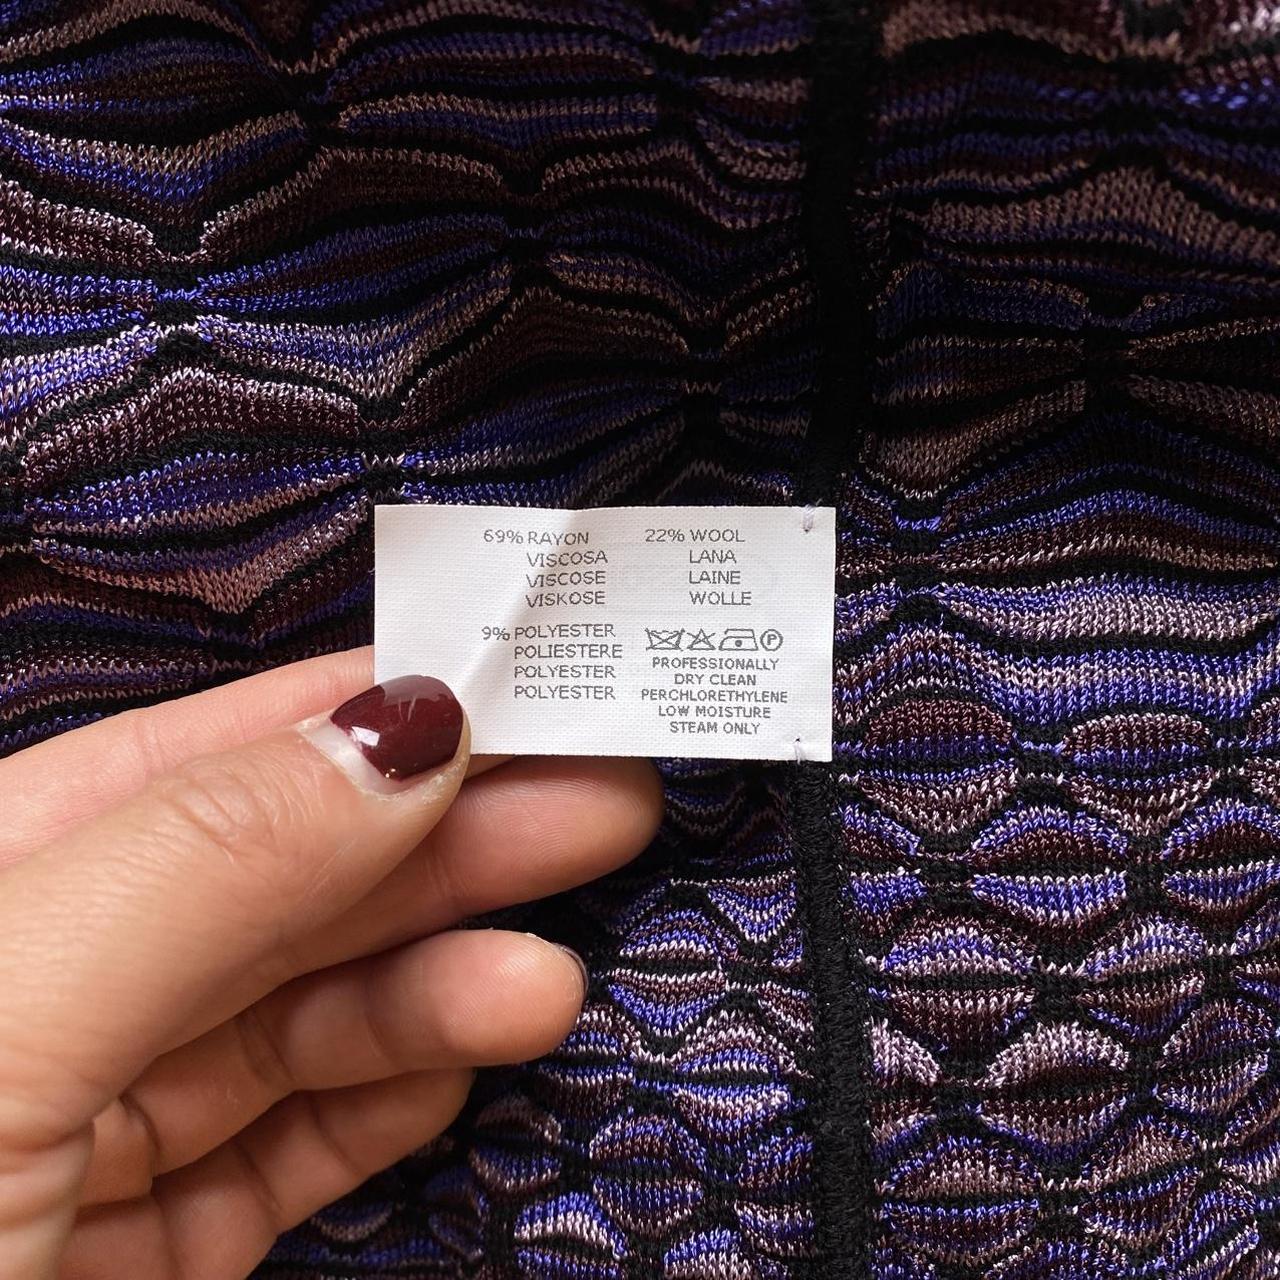 69% RAYON
VISCOSA
VISCOSE
VISKOSE
22% WOOL
LANA
LAINE
WOLLE
9% POLYESTER
POLIESTERE
POLYESTER
POLYESTER
P
PROFESSIONALLY
DRY CLEAN
PERCHLORETHYLENE
LOW MOISTURE
STEAM ONLY